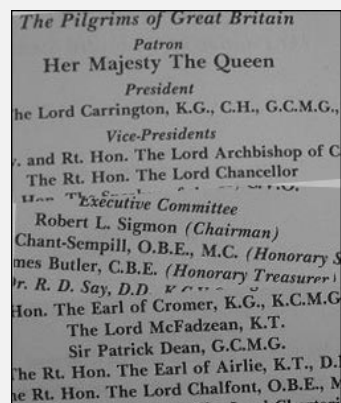 The Pilgrims of Great Britain
Patron
Her Majesty The Queen
President
he Lord Carrington, K.G., C.H., G.C.M.G.,
Vice-Presidents
. and Rt. Hon. The Lord Archbishop of C
The Rt. Hon. The Lord Chancellor
Executive Committee
Robert L. Sigmon (Chairman)
Chant-Sempill, O.B.E., M.C. (Honorary S
mes Butler, C.B.E. (Honorary Treasurer)
Dr. R. D. Say, D.D.
Hon. The Earl of Cromer, K.G., K.C.M.G
The Lord McFadzean, K.T.
Sir Patrick Dean, G.C.M.G.
The Rt. Hon. The Earl of Airlie, K.T., D.
he Rt. Hon. The Lord Chalfont, O.B.E., M